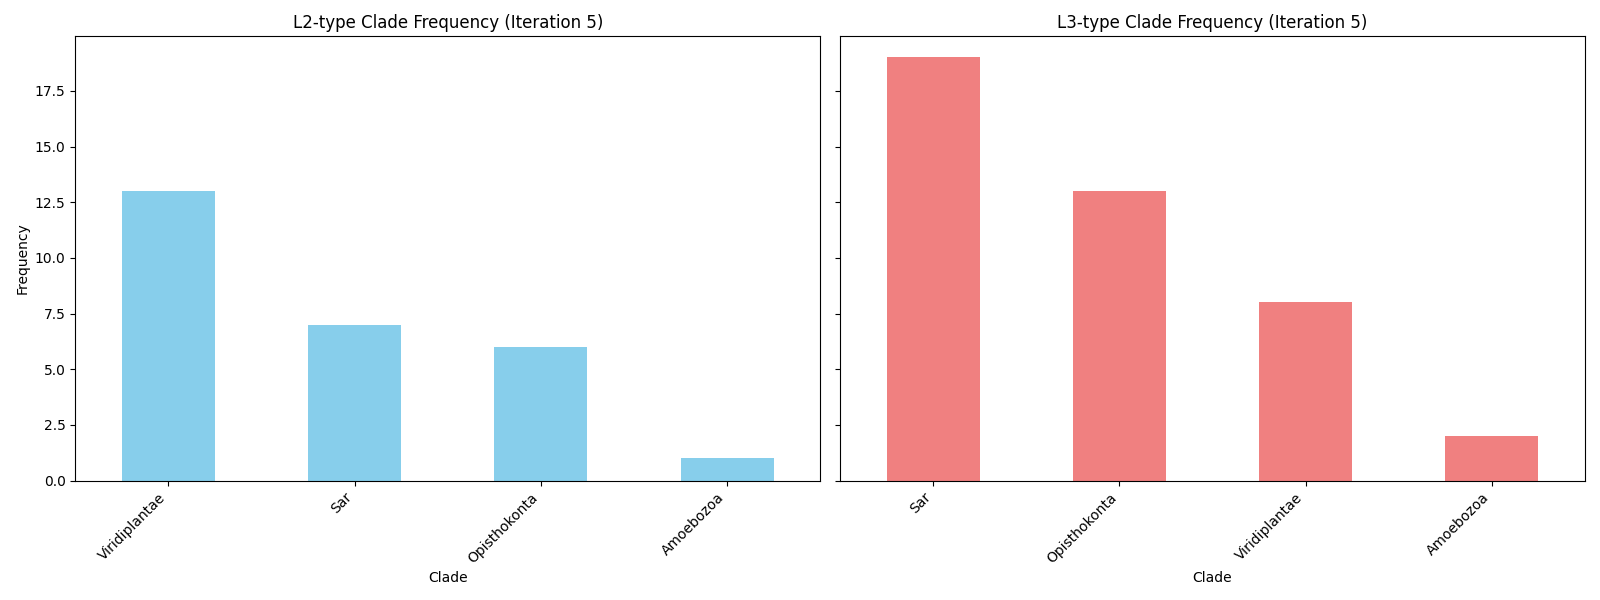 L2-type Clade Frequency (Iteration 5)
Frequency
17.5
15.0
12.5
10.0
7.5
5.0
2.5
0.0
Viridiplantae
Sar
Opisthokonta
Amoebozoa
Clade
L3-type Clade Frequency (Iteration 5)
Sar
Opisthokonta
Viridiplantae
Amoebozoa
Clade